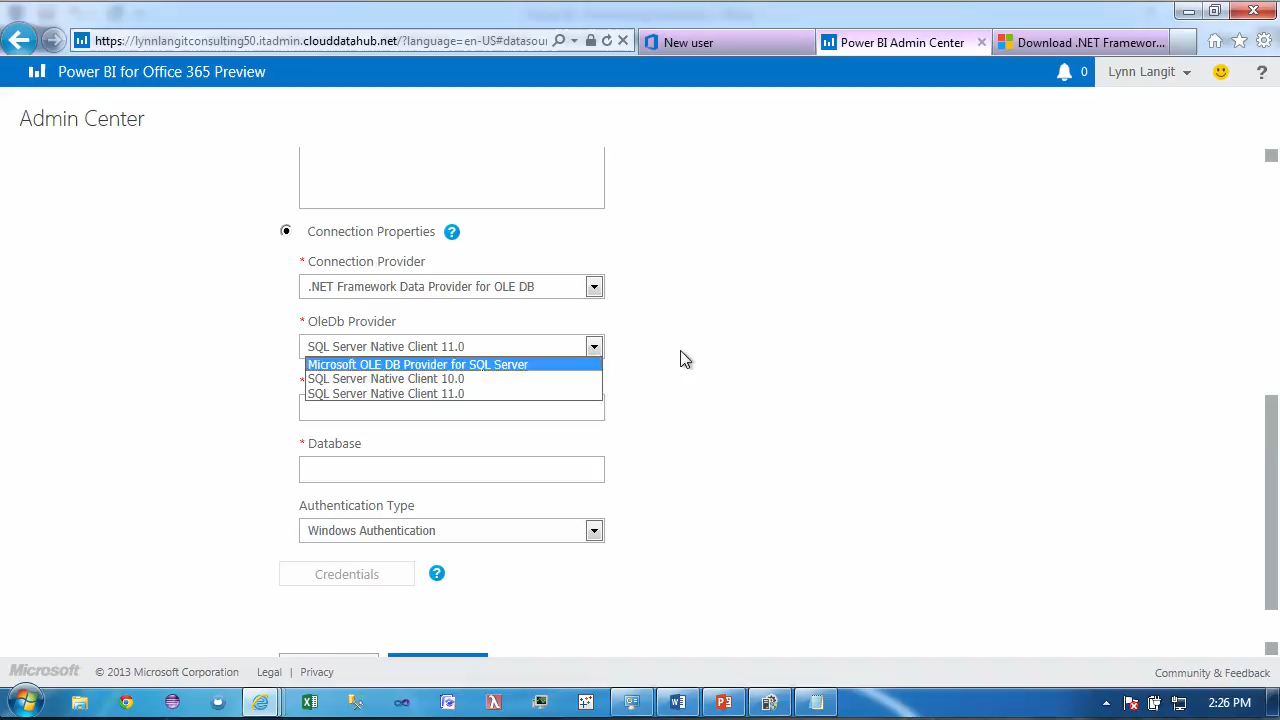 https://lynnlangitconsulting50.itadmin.clouddatahub.net/?language=en-US#datasour
New user
Power BI Admin Center
Download .NET Framewor...
Power BI for Office 365 Preview
0
Lynn Langit
?
Admin Center
Connection Properties ?
* Connection Provider
.NET Framework Data Provider for OLE DB
* OleDb Provider
SQL Server Native Client 11.0
Microsoft OLE DB Provider for SQL Server
SQL Server Native Client 10.0
SQL Server Native Client 11.0
*
* Database
Authentication Type
Windows Authentication
Credentials ?
Microsoft © 2013 Microsoft Corporation Legal | Privacy
Community & Feedback
2:26 PM